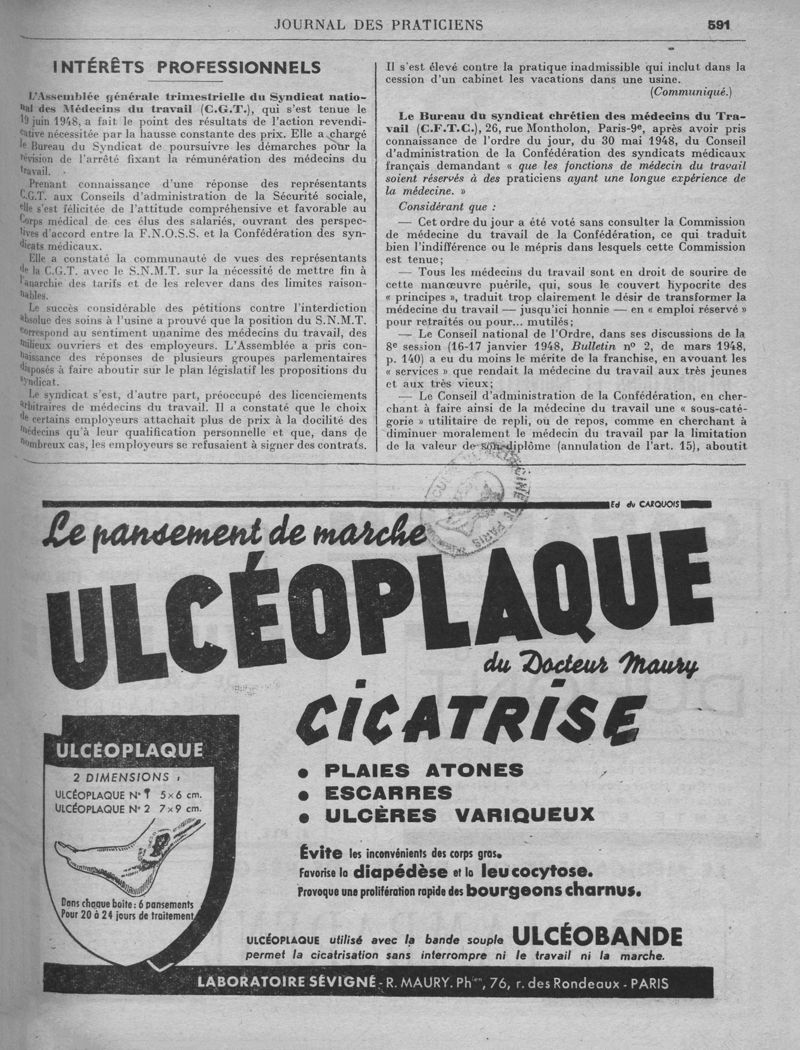 JOURNAL DES PRATICIENS
591
INTÉRÊTS PROFESSIONNELS
L'Assemblée générale trimestrielle du Syndicat natio-
nal des Médecins du travail (C.G.T.), qui s'est tenue le
19 juin 1948, a fait le point des résultats de l'action revendi-
cative nécessitée par la hausse constante des prix. Elle a chargé
le Bureau du Syndicat de poursuivre les démarches pour la
révision de l'arrêté fixant la rémunération des médecins du
travail.
Prenant connaissance d'une réponse des représentants
C.G.T. aux Conseils d'administration de la Sécurité sociale,
elle s'est félicitée de l'attitude compréhensive et favorable au
Corps médical de ces élus des salariés, ouvrant des perspec-
tives d'accord entre la F.N.O.S.S. et la Confédération des syn-
dicats médicaux.
Elle a constaté la communauté de vues des représentants
de la C.G.T. avec le S.N.M.T. sur la nécessité de mettre fin à
l'anarchie des tarifs et de les relever dans des limites raison-
nables.
Le succès considérable des pétitions contre l'interdiction
absolue des soins à l'usine a prouvé que la position du S.N.M.T.
correspond au sentiment unanime des médecins du travail, des
milieux ouvriers et des employeurs. L'Assemblée a pris con-
naissance des réponses de plusieurs groupes parlementaires
disposés à faire aboutir sur le plan législatif les propositions du
syndicat.
Le syndicat s'est, d'autre part, préoccupé des licenciements
arbitraires de médecins du travail. Il a constaté que le choix
de certains employeurs attachait plus de prix à la docilité des
médecins qu'à leur qualification personnelle et que, dans de
nombreux cas, les employeurs se refusaient à signer des contrats.
Il s'est élevé contre la pratique inadmissible qui inclut dans la
cession d'un cabinet les vacations dans une usine.
(Communiqué.)
Le Bureau du syndicat chrétien des médecins du Tra-
vail (C.F.T.C.), 26, rue Montholon, Paris-9e, après avoir pris
connaissance de l'ordre du jour, du 30 mai 1948, du Conseil
d'administration de la Confédération des syndicats médicaux
français demandant « que les fonctions de médecin du travail
soient réservés à des praticiens ayant une longue expérience de
la médecine. »
Considérant que :
— Cet ordre du jour a été voté sans consulter la Commission
de médecine du travail de la Confédération, ce qui traduit
bien l'indifférence ou le mépris dans lesquels cette Commission
est tenue;
— Tous les médecins du travail sont en droit de sourire de
cette manœuvre puérile, qui, sous le couvert hypocrite des
« principes », traduit trop clairement le désir de transformer la
médecine du travail — jusqu'ici honnie — en « emploi réservé »
pour retraités ou pour... mutilés;
— Le Conseil national de l'Ordre, dans ses discussions de la
8e session (16-17 janvier 1948, Bulletin no 2, de mars 1948,
p. 140) a eu du moins le mérite de la franchise, en avouant les
« services » que rendait la médecine du travail aux très jeunes
et aux très vieux;
— Le Conseil d'administration de la Confédération, en cher-
chant à faire ainsi de la médecine du travail une « sous-caté-
gorie » utilitaire de repli, ou de repos, comme en cherchant à
diminuer moralement le médecin du travail par la limitation
de la valeur de son diplôme (annulation de l'art. 15), aboutit
Ed du CARQUOIS
Le pansement de marche
ULCÉOPLAQUE
du Docteur Maury
CICATRISE
• PLAIES ATONES
• ESCARRES
• ULCÈRES VARIQUEUX
ULCÉOPLAQUE
2 DIMENSIONS :
ULCÉOPLAQUE N° 1 5 x 6 cm.
ULCÉOPLAQUE N° 2 7 x 9 cm.
Dans chaque boite : 6 pansements
Pour 20 à 24 jours de traitement
Évite les inconvénients des corps gras.
Favorise la diapédèse et la leucocytose.
Provoque une prolifération rapide des bourgeons charnus.
ULCÉOPLAQUE utilisé avec la bande souple ULCÉOBANDE
permet la cicatrisation sans interrompre ni le travail ni la marche.
LABORATOIRE SÉVIGNÉ - R. MAURY. Phien, 76, r. des Rondeaux - PARIS